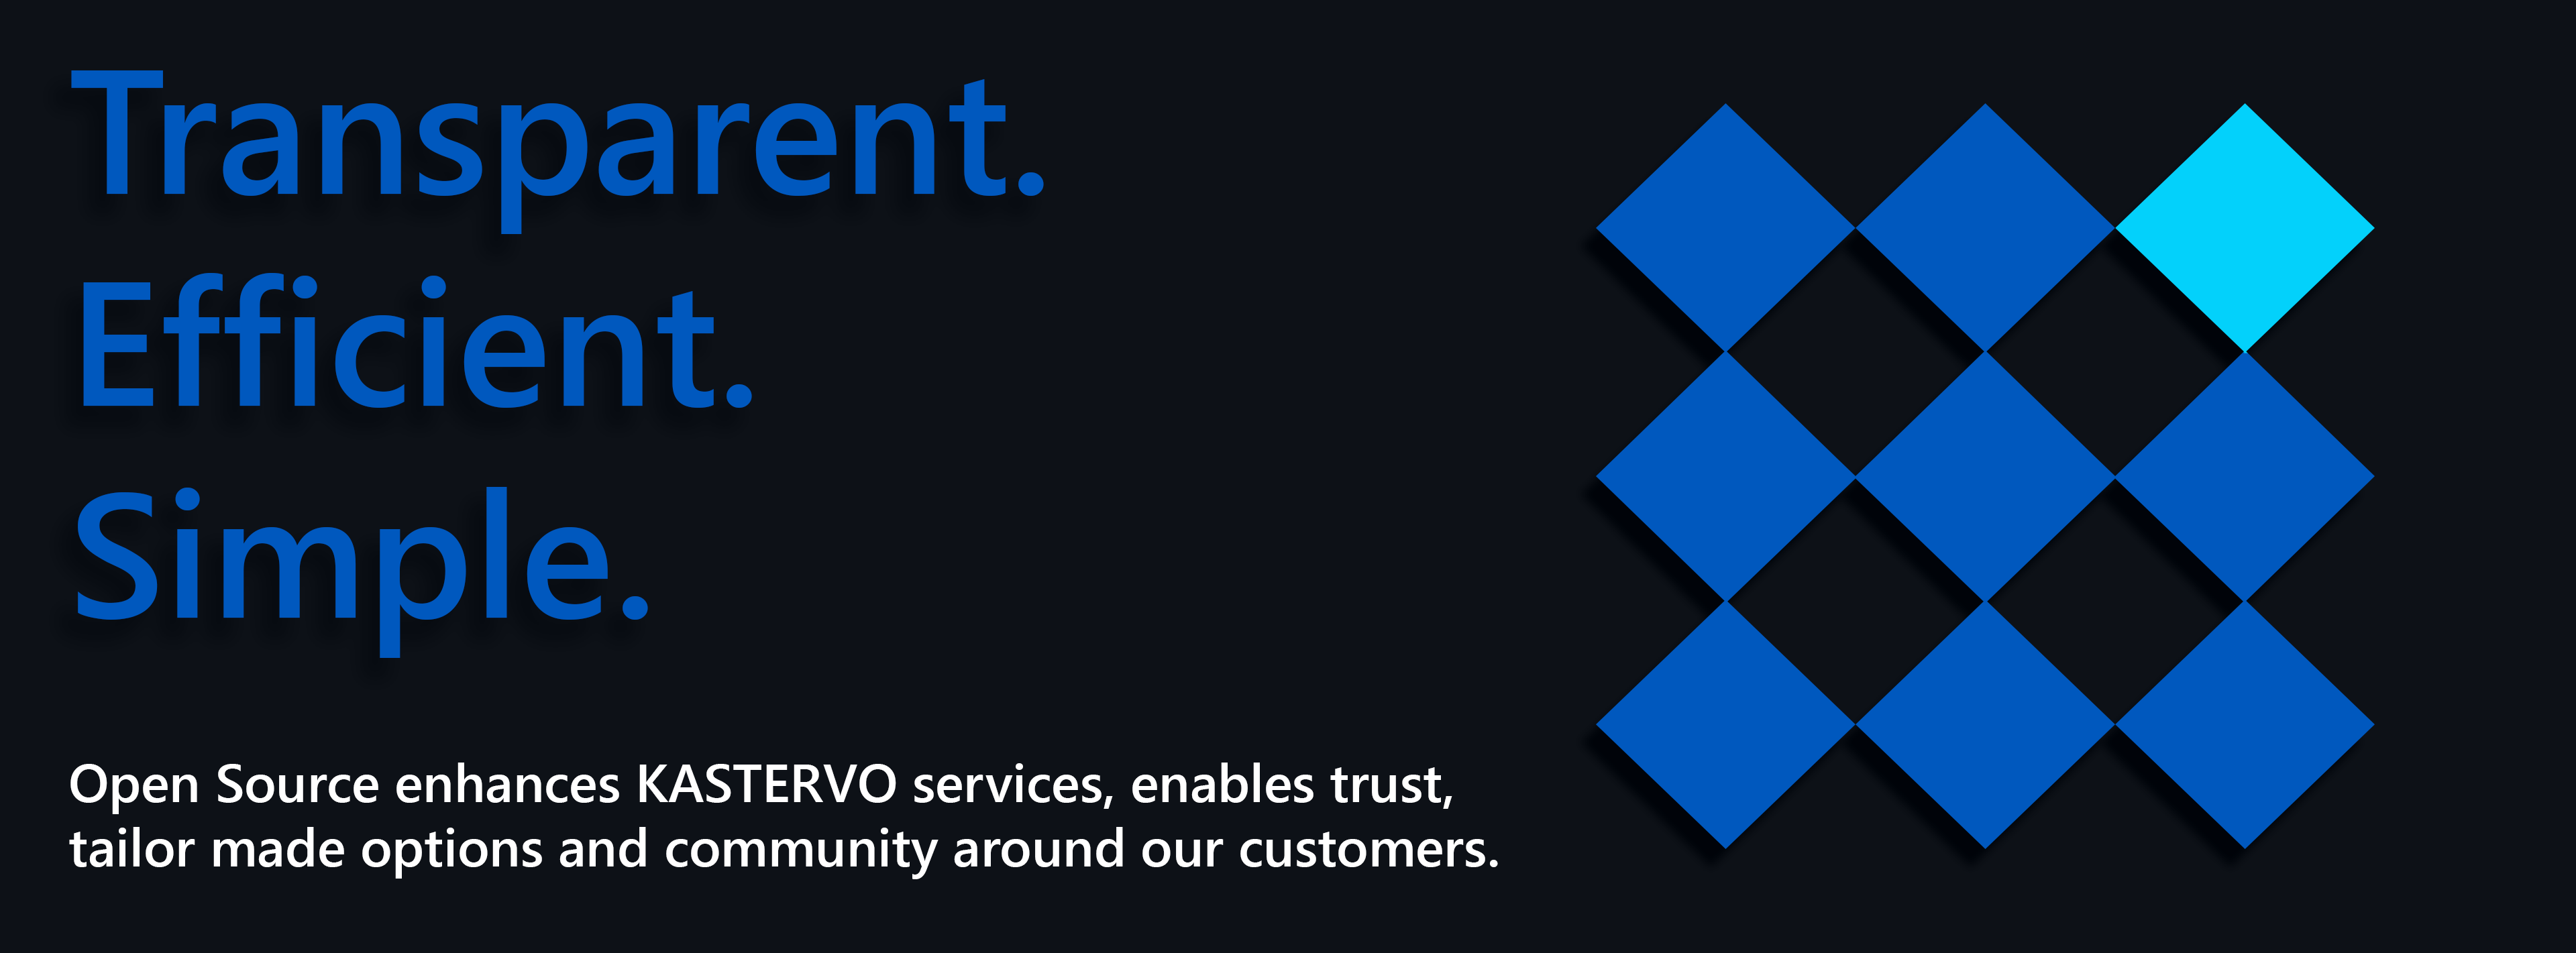 Transparent.
Efficient.
Simple.
Open Source enhances KASTERVO services, enables trust,
tailor made options and community around our customers.